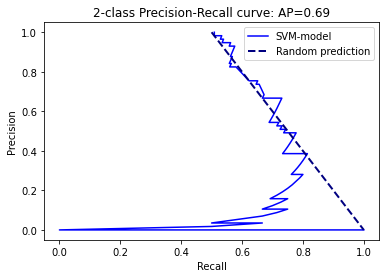 2-class Precision-Recall curve: AP=0.69
SVM-model
Random prediction
Precision
1.0
0.8
0.6
0.4
0.2
0.0
0.0 0.2 0.4 0.6 0.8 1.0
Recall